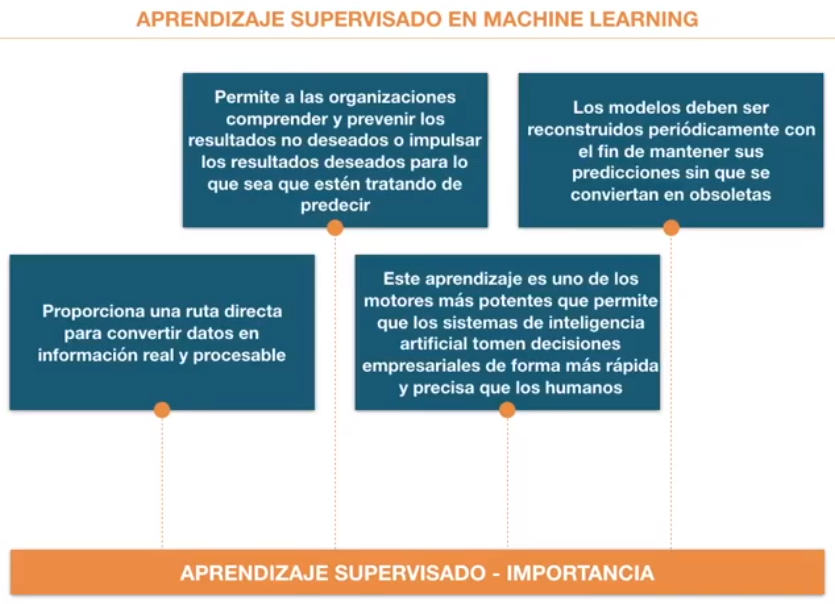 APRENDIZAJE SUPERVISADO EN MACHINE LEARNING
Permite a las organizaciones
comprender y prevenir los
resultados no deseados o impulsar
los resultados deseados para lo
que sea que estén tratando de
predecir
Los modelos deben ser
reconstruidos periódicamente con
el fin de mantener sus
predicciones sin que se
conviertan en obsoletas
Proporciona una ruta directa
para convertir datos en
información real y procesable
Este aprendizaje es uno de los
motores más potentes que permite
que los sistemas de inteligencia
artificial tomen decisiones
empresariales de forma más rápida
y precisa que los humanos
APRENDIZAJE SUPERVISADO - IMPORTANCIA